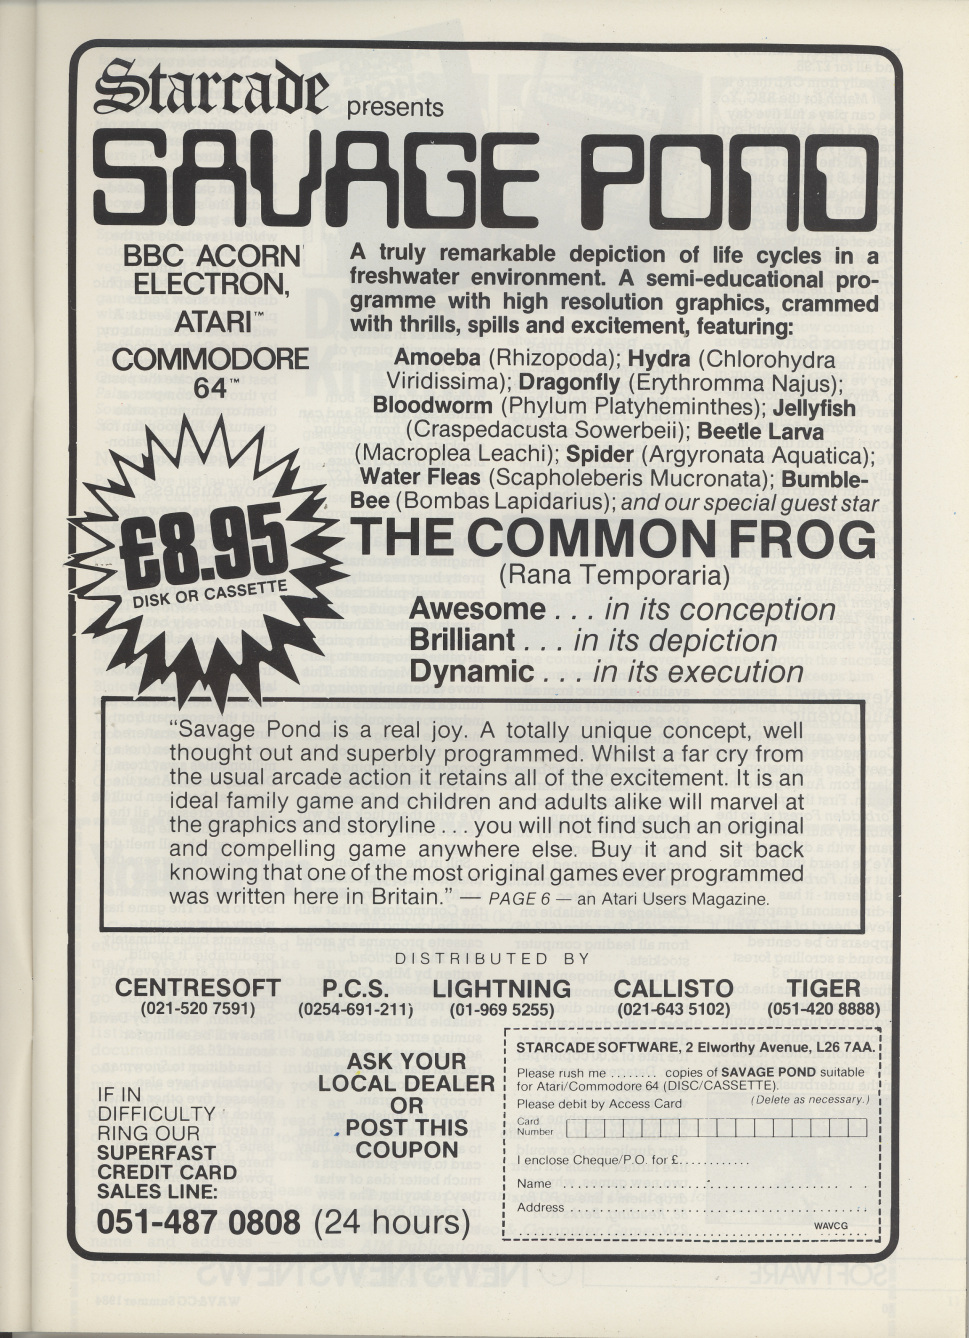 Starcade presents
SAVAGE POND
BBC ACORN
ELECTRON,
ATARI™
COMMODORE
64™
£8.95
DISK OR CASSETTE
A truly remarkable depiction of life cycles in a
freshwater environment. A semi-educational pro-
gramme with high resolution graphics, crammed
with thrills, spills and excitement, featuring:
Amoeba (Rhizopoda); Hydra (Chlorohydra
Viridissima); Dragonfly (Erythromma Najus);
Bloodworm (Phylum Platyheminthes); Jellyfish
(Craspedacusta Sowerbeii); Beetle Larva
(Macroplea Leachi); Spider (Argyronata Aquatica);
Water Fleas (Scapholeberis Mucronata); Bumble-
Bee (Bombas Lapidarius); and our special guest star
THE COMMON FROG
(Rana Temporaria)
Awesome . . . in its conception
Brilliant . . . in its depiction
Dynamic . . . in its execution
“Savage Pond is a real joy. A totally unique concept, well
thought out and superbly programmed. Whilst a far cry from
the usual arcade action it retains all of the excitement. It is an
ideal family game and children and adults alike will marvel at
the graphics and storyline . . . you will not find such an original
and compelling game anywhere else. Buy it and sit back
knowing that one of the most original games ever programmed
was written here in Britain.” — PAGE 6 — an Atari Users Magazine.
DISTRIBUTED BY
CENTRESOFT P.C.S. LIGHTNING CALLISTO TIGER
(021-520 7591) (0254-691-211) (01-969 5255) (021-643 5102) (051-420 8888)
IF IN
DIFFICULTY
RING OUR
SUPERFAST
CREDIT CARD
SALES LINE:
051-487 0808 (24 hours)
ASK YOUR
LOCAL DEALER
OR
POST THIS
COUPON
STARCADE SOFTWARE, 2 Elworthy Avenue, L26 7AA.
Please rush me ........ copies of SAVAGE POND suitable
for Atari/Commodore 64 (DISC/CASSETTE).
Please debit by Access Card (Delete as necessary.)
Card
Number
I enclose Cheque/P.O. for £............
Name
Address
WAVCG